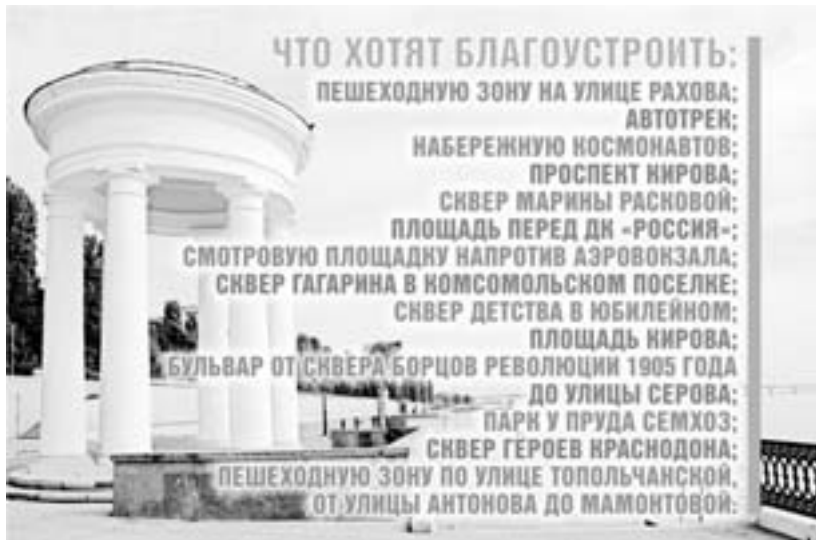 ЧТО ХОТЯТ БЛАГОУСТРОИТЬ:
ПЕШЕХОДНУЮ ЗОНУ НА УЛИЦЕ РАХОВА;
АВТОТРЕК;
НАБЕРЕЖНУЮ КОСМОНАВТОВ;
ПРОСПЕКТ КИРОВА;
СКВЕР МАРИНЫ РАСКОВОЙ;
ПЛОЩАДЬ ПЕРЕД ДК «РОССИЯ»;
СМОТРОВУЮ ПЛОЩАДКУ НАПРОТИВ АЭРОВОКЗАЛА;
СКВЕР ГАГАРИНА В КОМСОМОЛЬСКОМ ПОСЕЛКЕ;
СКВЕР ДЕТСТВА В ЮБИЛЕЙНОМ;
ПЛОЩАДЬ КИРОВА;
БУЛЬВАР ОТ СКВЕРА БОРЦОВ РЕВОЛЮЦИИ 1905 ГОДА
ДО УЛИЦЫ СЕРОВА;
ПАРК У ПРУДА СЕМХОЗ;
СКВЕР ГЕРОЕВ КРАСНОДОНА;
ПЕШЕХОДНУЮ ЗОНУ ПО УЛИЦЕ ТОПОЛЬЧАНСКОЙ,
ОТ УЛИЦЫ АНТОНОВА ДО МАМОНТОВОЙ.